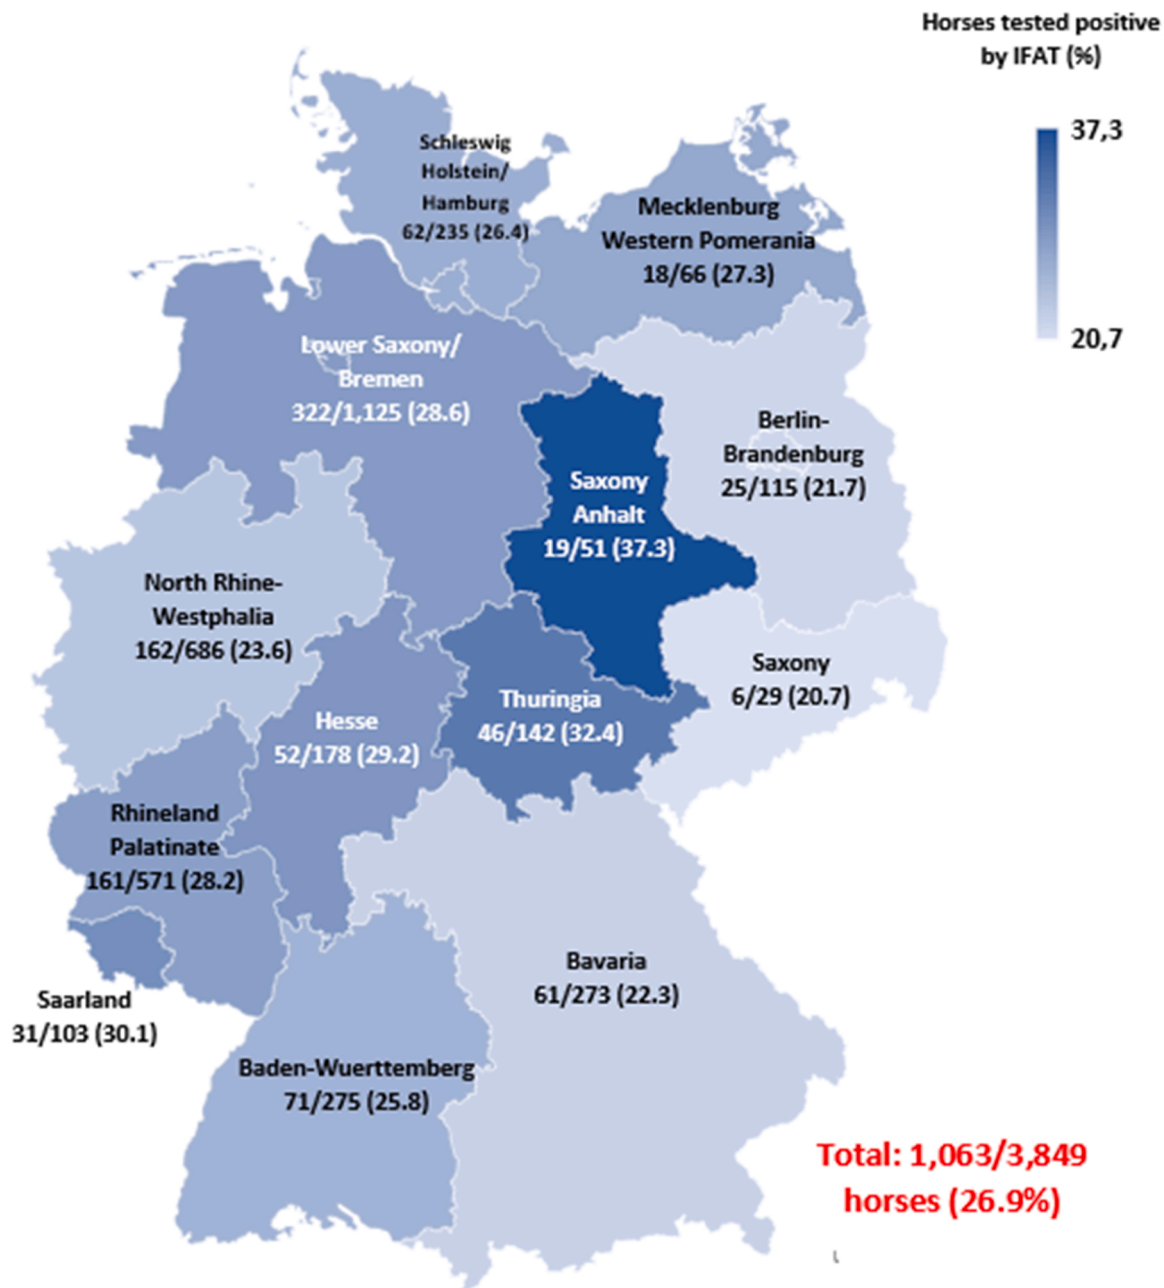 Horses tested positive
by IFAT (%)
37,3
20,7
Schleswig
Holstein/
Hamburg
62/235 (26.4)
Mecklenburg
Western Pomerania
18/66 (27.3)
Lower Saxony/
Bremen
322/1,125 (28.6)
Berlin-
Brandenburg
25/115 (21.7)
Saxony
Anhalt
19/51 (37.3)
North Rhine-
Westphalia
162/686 (23.6)
Saxony
6/29 (20.7)
Thuringia
46/142 (32.4)
Hesse
52/178 (29.2)
Rhineland
Palatinate
161/571 (28.2)
Saarland
31/103 (30.1)
Bavaria
61/273 (22.3)
Baden-Wuerttemberg
71/275 (25.8)
Total: 1,063/3,849
horses (26.9%)